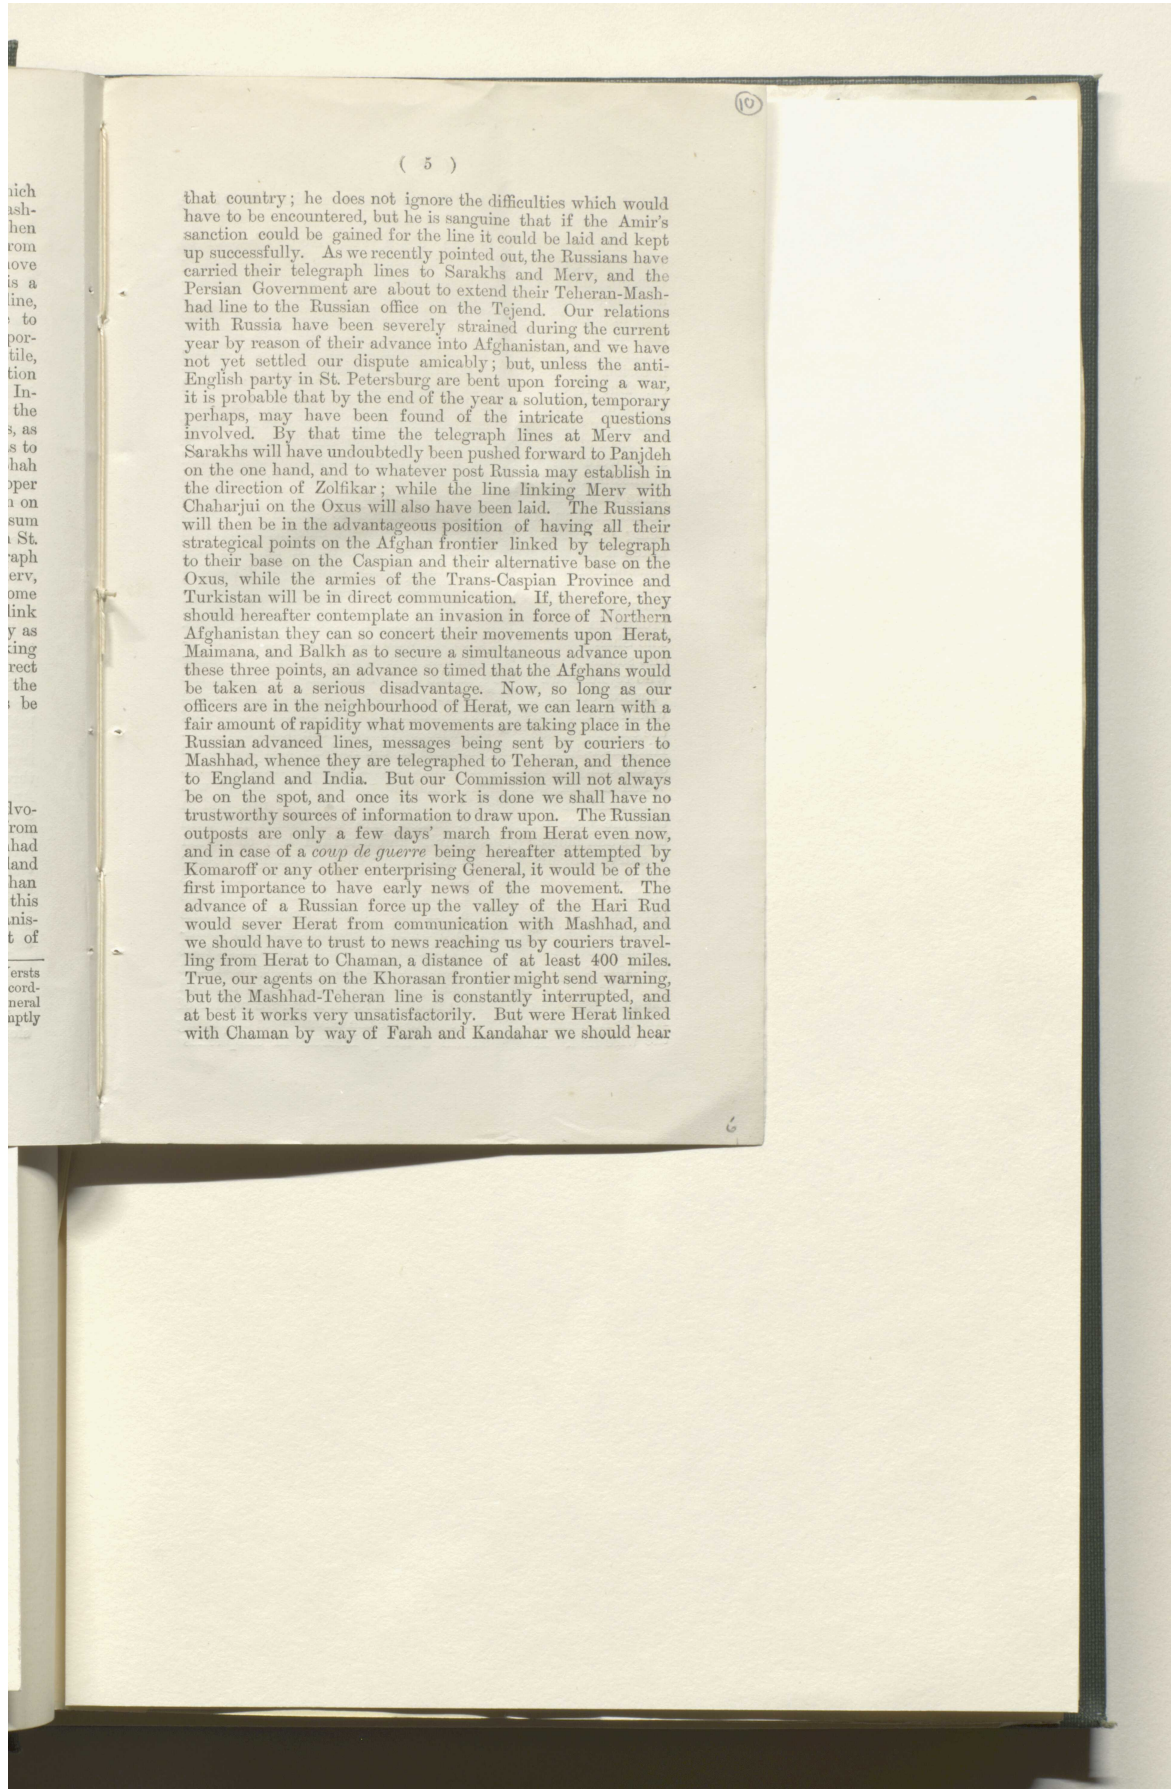 10
( 5 )
that country; he does not ignore the difficulties which would
have to be encountered, but he is sanguine that if the Amir's
sanction could be gained for the line it could be laid and kept
up successfully. As we recently pointed out, the Russians have
carried their telegraph lines to Sarakhs and Merv, and the
Persian Government are about to extend their Teheran-Mash-
had line to the Russian office on the Tejend. Our relations
with Russia have been severely strained during the current
year by reason of their advance into Afghanistan, and we have
not yet settled our dispute amicably; but, unless the anti-
English party in St. Petersburg are bent upon forcing a war,
it is probable that by the end of the year a solution, temporary
perhaps, may have been found of the intricate questions
involved. By that time the telegraph lines at Merv and
Sarakhs will have undoubtedly been pushed forward to Panjdeh
on the one hand, and to whatever post Russia may establish in
the direction of Zolfikar; while the line linking Merv with
Chaharjui on the Oxus will also have been laid. The Russians
will then be in the advantageous position of having all their
strategical points on the Afghan frontier linked by telegraph
to their base on the Caspian and their alternative base on the
Oxus, while the armies of the Trans-Caspian Province and
Turkistan will be in direct communication. If, therefore, they
should hereafter contemplate an invasion in force of Northern
Afghanistan they can so concert their movements upon Herat,
Maimana, and Balkh as to secure a simultaneous advance upon
these three points, an advance so timed that the Afghans would
be taken at a serious disadvantage. Now, so long as our
officers are in the neighbourhood of Herat, we can learn with a
fair amount of rapidity what movements are taking place in the
Russian advanced lines, messages being sent by couriers to
Mashhad, whence they are telegraphed to Teheran, and thence
to England and India. But our Commission will not always
be on the spot, and once its work is done we shall have no
trustworthy sources of information to draw upon. The Russian
outposts are only a few days' march from Herat even now,
and in case of a coup de guerre being hereafter attempted by
Komaroff or any other enterprising General, it would be of the
first importance to have early news of the movement. The
advance of a Russian force up the valley of the Hari Rud
would sever Herat from communication with Mashhad, and
we should have to trust to news reaching us by couriers travel-
ling from Herat to Chaman, a distance of at least 400 miles.
True, our agents on the Khorasan frontier might send warning,
but the Mashhad-Teheran line is constantly interrupted, and
at best it works very unsatisfactorily. But were Herat linked
with Chaman by way of Farah and Kandahar we should hear
6